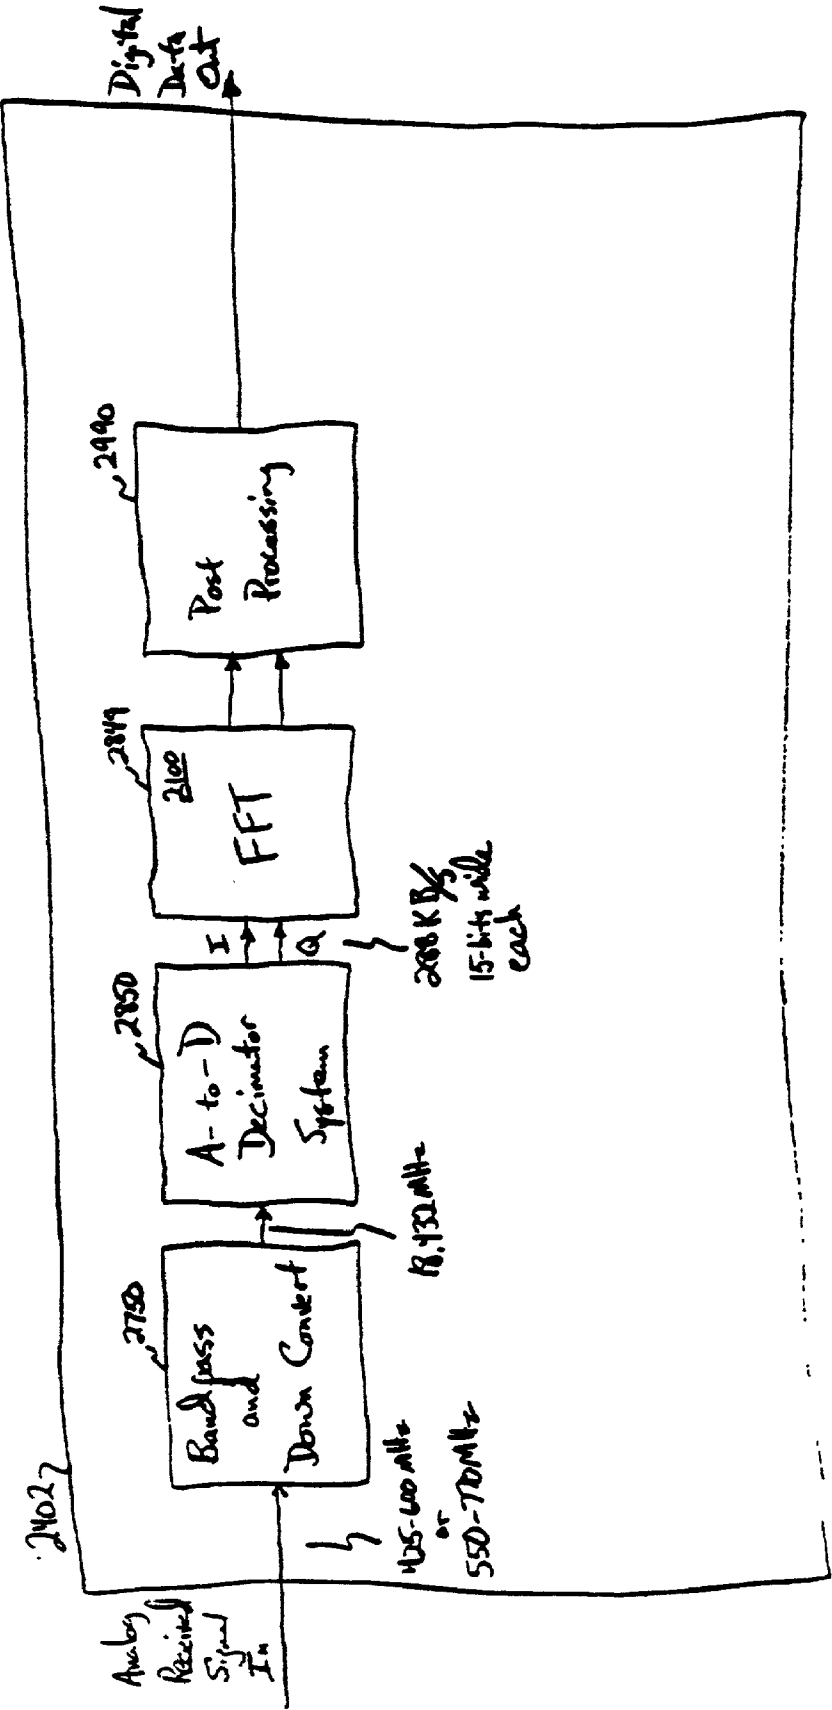 2402
Analog
Received
Signal
In
425-600 MHz
or
550-770 MHz
2750
Bandpass
and
Down Convert
18.432 MHz
2850
A-to-D
Decimator
System
I
Q
288 KB/S
15-bits wide
each
2849
2100
FFT
2990
Post
Processing
Digital
Data
Out